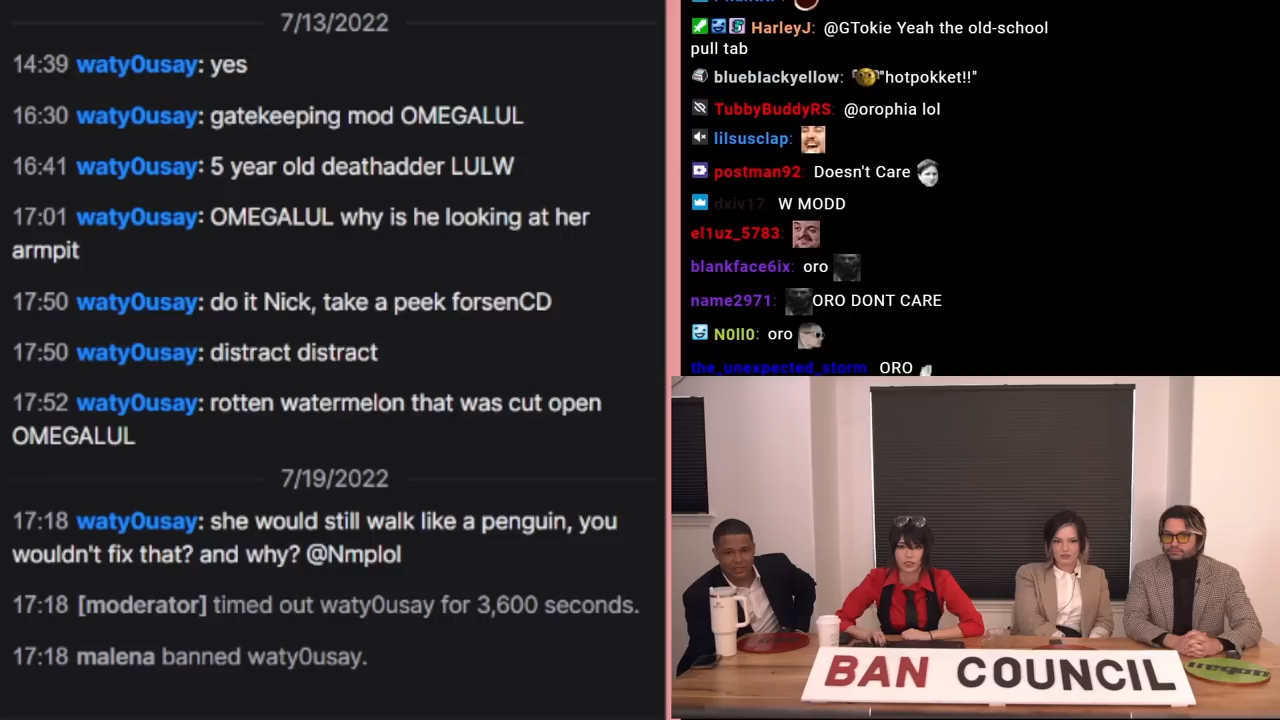 7/13/2022
14:39 waty0usay: yes
16:30 waty0usay: gatekeeping mod OMEGALUL
16:41 waty0usay: 5 year old deathadder LULW
17:01 waty0usay: OMEGALUL why is he looking at her
armpit
17:50 waty0usay: do it Nick, take a peek forsenCD
17:50 waty0usay: distract distract
17:52 waty0usay: rotten watermelon that was cut open
OMEGALUL
7/19/2022
17:18 waty0usay: she would still walk like a penguin, you
wouldn't fix that? and why? @Nmplol
17:18 [moderator] timed out waty0usay for 3,600 seconds.
17:18 malena banned waty0usay.
HarleyJ: @GTokie Yeah the old-school
pull tab
blueblackyellow: "hotpokket!!"
TubbyBuddyRS: @orophia lol
lilsusclap:
postman92: Doesn't Care
dxiv17 W MODD
el1uz_5783:
blankface6ix: oro
name2971: ORO DONT CARE
N0ll0: oro
the_unexpected_storm ORO
BAN COUNCIL